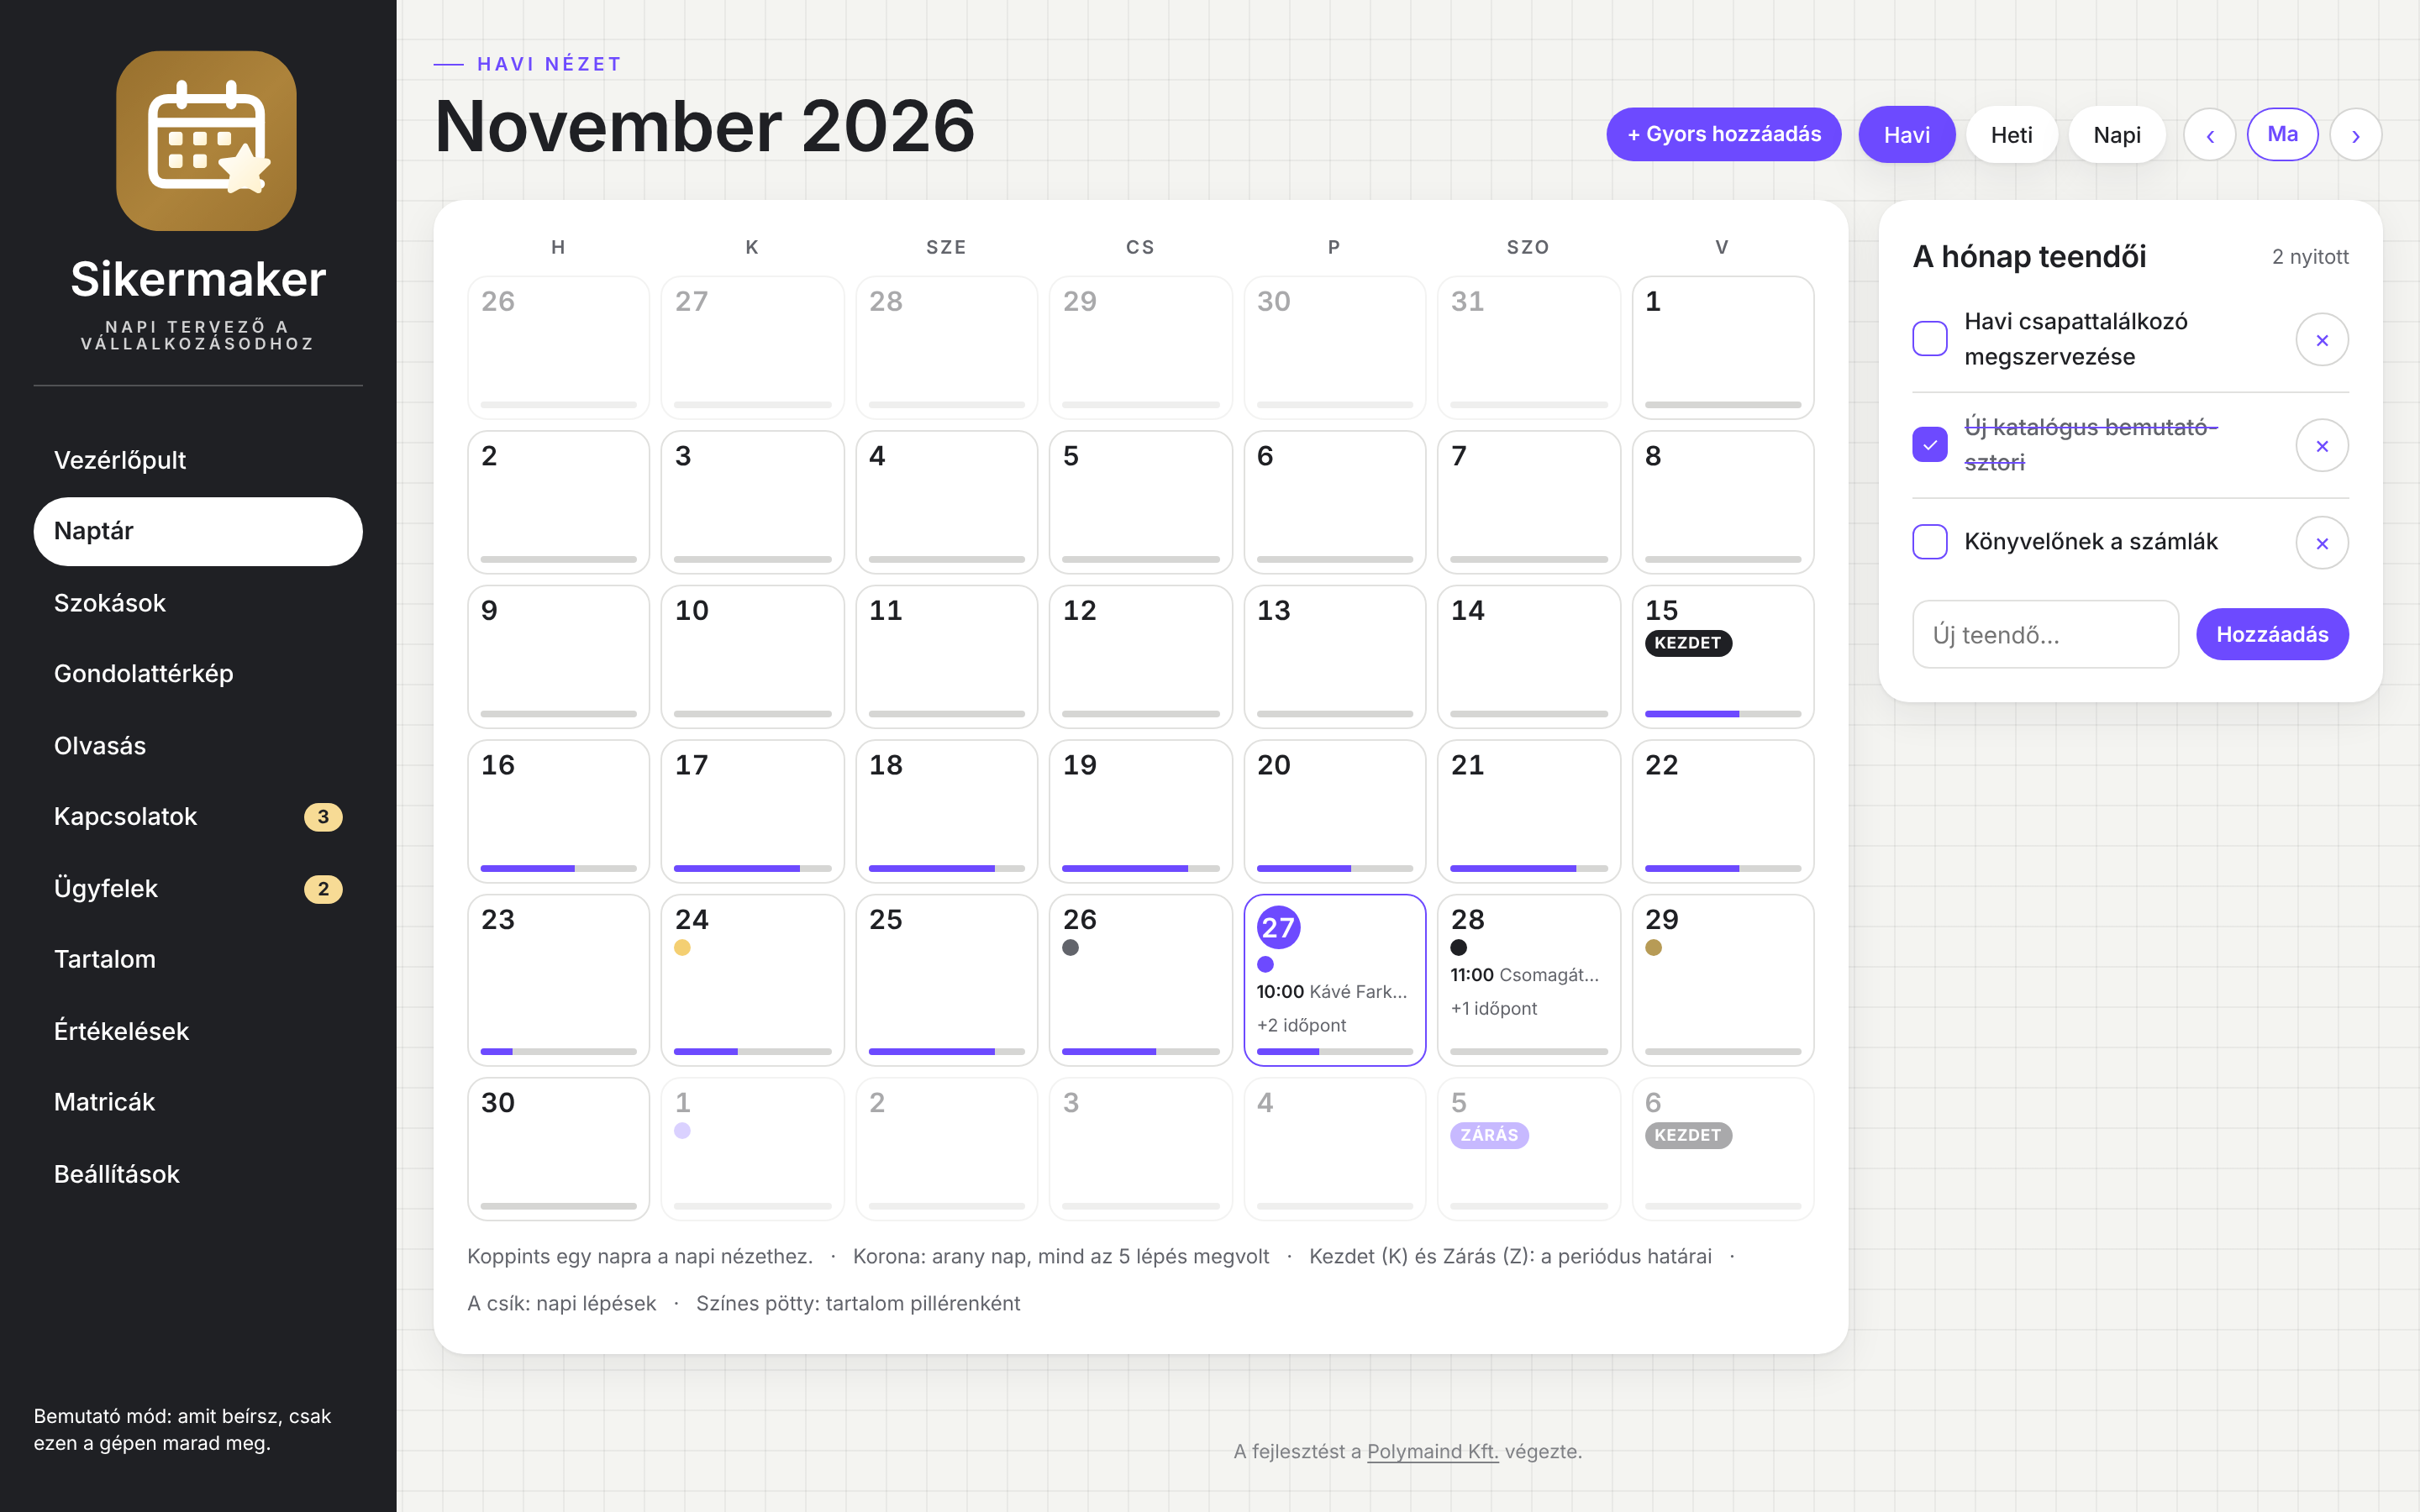 Sikermaker
NAPI TERVEZŐ A
VÁLLALKOZÁSODHOZ
Vezérlőpult
Naptár
Szokások
Gondolattérkép
Olvasás
Kapcsolatok 3
Ügyfelek 2
Tartalom
Értékelések
Matricák
Beállítások
Bemutató mód: amit beírsz, csak
ezen a gépen marad meg.
HAVI NÉZET
November 2026
+ Gyors hozzáadás Havi Heti Napi ‹ Ma ›
H K SZE CS P SZO V
26 27 28 29 30 31 1
2 3 4 5 6 7 8
9 10 11 12 13 14 15
KEZDET
16 17 18 19 20 21 22
23 24 25 26 27 28 29
10:00 Kávé Fark...
+2 időpont
11:00 Csomagát...
+1 időpont
30 1 2 3 4 5 6
ZÁRÁS KEZDET
Koppints egy napra a napi nézethez. · Korona: arany nap, mind az 5 lépés megvolt · Kezdet (K) és Zárás (Z): a periódus határai ·
A csík: napi lépések · Színes pötty: tartalom pillérenként
A hónap teendői 2 nyitott
Havi csapattalálkozó
megszervezése ×
Új katalógus bemutató-
sztori ×
Könyvelőnek a számlák ×
Új teendő... Hozzáadás
A fejlesztést a Polymaind Kft. végezte.